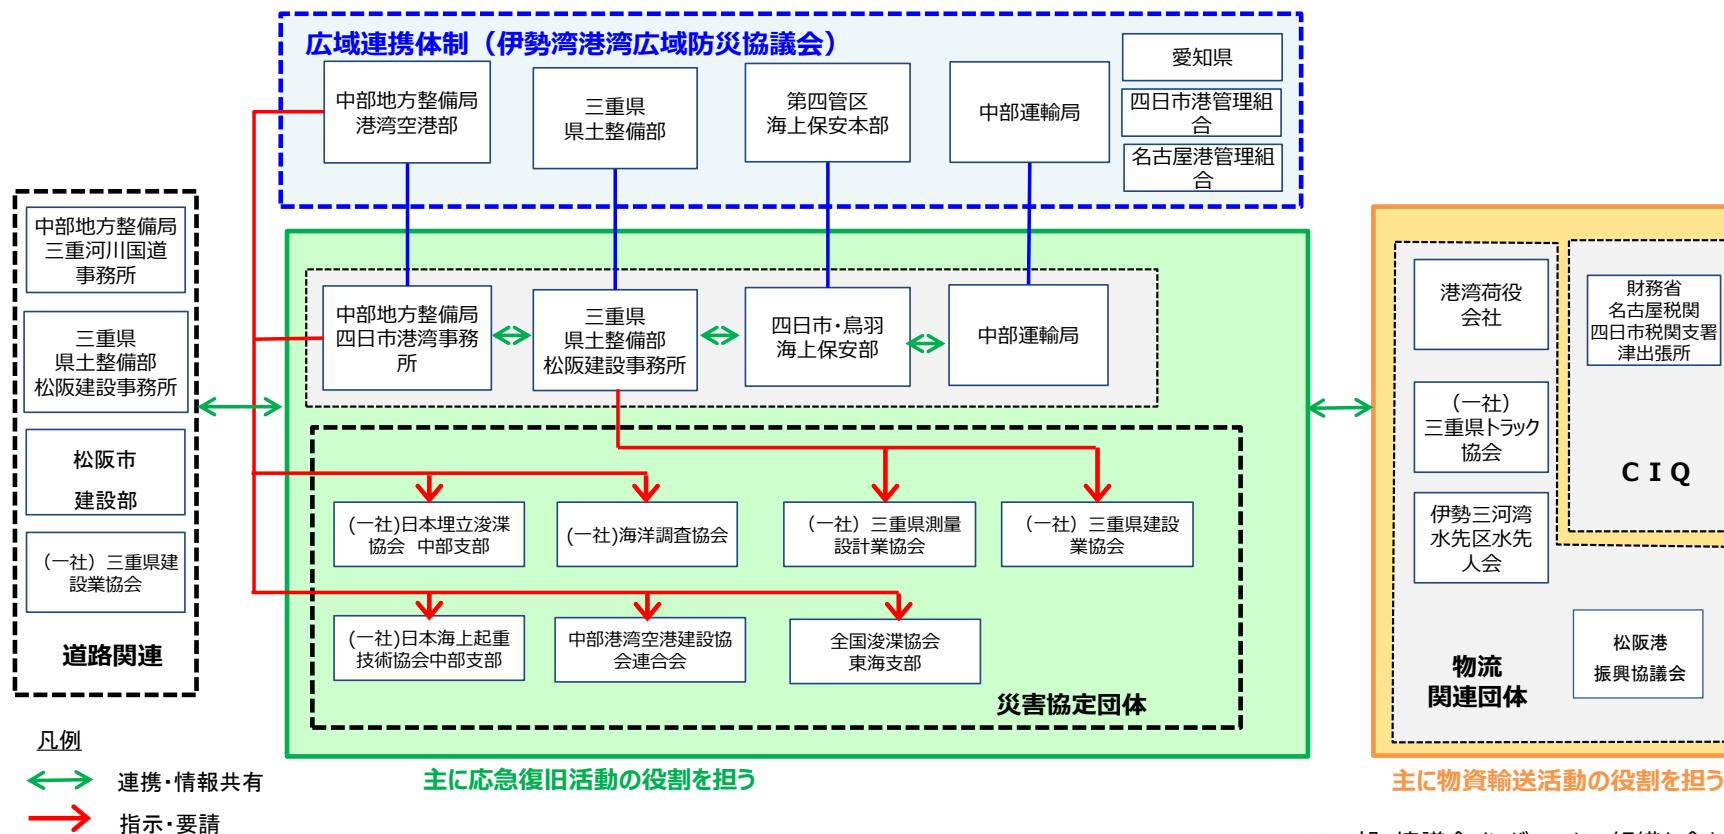 広域連携体制（伊勢湾港湾広域防災協議会）
中部地方整備局
港湾空港部
三重県
県土整備部
第四管区
海上保安本部
中部運輸局
愛知県
四日市港管理組
合
名古屋港管理組
合
中部地方整備局
三重河川国道
事務所
三重県
県土整備部
松阪建設事務所
松阪市
建設部
（一社）三重県建
設業協会
道路関連
中部地方整備局
四日市港湾事務
所
三重県
県土整備部
松阪建設事務所
四日市・鳥羽
海上保安部
中部運輸局
(一社)日本埋立浚渫
協会　中部支部
(一社)海洋調査協会
（一社）三重県測量
設計業協会
（一社）三重県建設
業協会
(一社)日本海上起重
技術協会中部支部
中部港湾空港建設協
会連合会
全国浚渫協会
東海支部
災害協定団体
主に応急復旧活動の役割を担う
港湾荷役
会社
（一社）
三重県トラック
協会
伊勢三河湾
水先区水先
人会
財務省
名古屋税関
四日市税関支署
津出張所
ＣＩＱ
松阪港
振興協議会
物流
関連団体
主に物資輸送活動の役割を担う
凡例
連携・情報共有
指示・要請